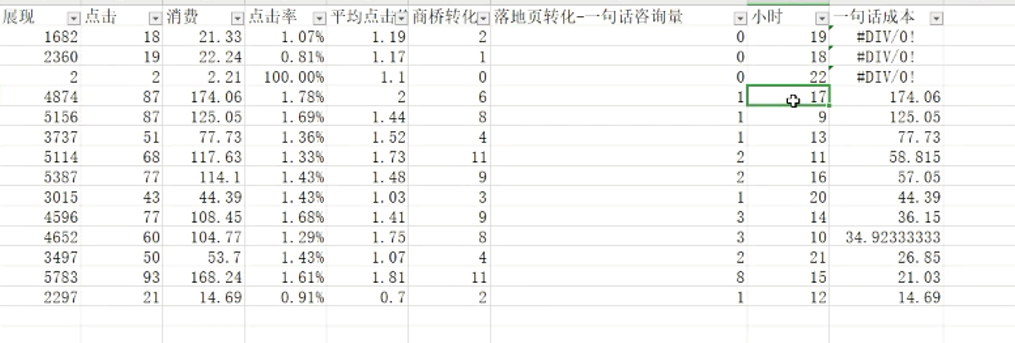 展现 点击 消费 点击率 平均点击 商桥转化 落地页转化-一句话咨询量 小时 一句话成本
1682 18 21.33 1.07% 1.19 2 0 19 #DIV/0!
2360 19 22.24 0.81% 1.17 1 0 18 #DIV/0!
2 2 2.21 100.00% 1.1 0 0 22 #DIV/0!
4874 87 174.06 1.78% 2 6 1 17 174.06
5156 87 125.05 1.69% 1.44 8 1 9 125.05
3737 51 77.73 1.36% 1.52 4 1 13 77.73
5114 68 117.63 1.33% 1.73 11 2 11 58.815
5387 77 114.1 1.43% 1.48 9 2 16 57.05
3015 43 44.39 1.43% 1.03 3 1 20 44.39
4596 77 108.45 1.68% 1.41 9 3 14 36.15
4652 60 104.77 1.29% 1.75 8 3 10 34.92333333
3497 50 53.7 1.43% 1.07 4 2 21 26.85
5783 93 168.24 1.61% 1.81 11 8 15 21.03
2297 21 14.69 0.91% 0.7 2 1 12 14.69